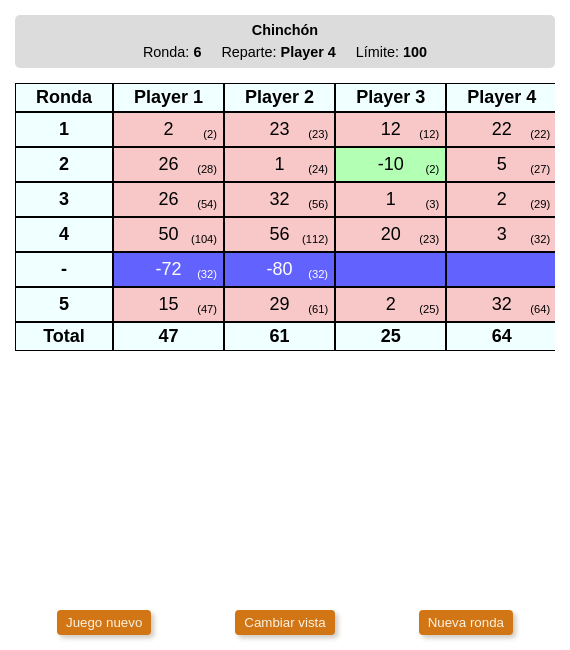 Chinchón
Ronda: 6 Reparte: Player 4 Límite: 100
Ronda Player 1 Player 2 Player 3 Player 4
1 2 (2) 23 (23) 12 (12) 22 (22)
2 26 (28) 1 (24) -10 (2) 5 (27)
3 26 (54) 32 (56) 1 (3) 2 (29)
4 50 (104) 56 (112) 20 (23) 3 (32)
- -72 (32) -80 (32)
5 15 (47) 29 (61) 2 (25) 32 (64)
Total 47 61 25 64
Juego nuevo Cambiar vista Nueva ronda